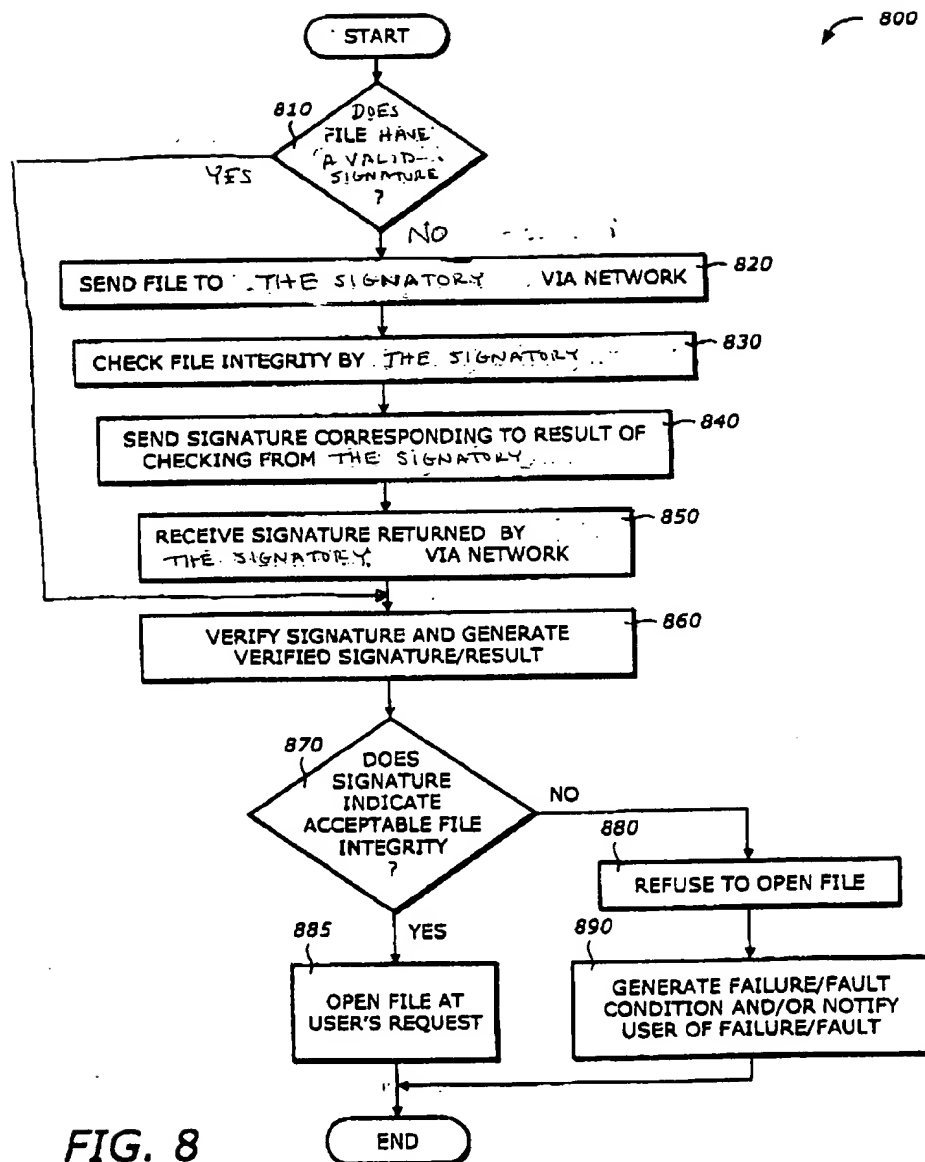 800
START
810
DOES
FILE HAVE
A VALID
SIGNATURE
?
YES
NO
SEND FILE TO THE SIGNATORY VIA NETWORK
820
CHECK FILE INTEGRITY BY THE SIGNATORY
830
SEND SIGNATURE CORRESPONDING TO RESULT OF
CHECKING FROM THE SIGNATORY
840
RECEIVE SIGNATURE RETURNED BY
THE SIGNATORY VIA NETWORK
850
VERIFY SIGNATURE AND GENERATE
VERIFIED SIGNATURE/RESULT
860
870
DOES
SIGNATURE
INDICATE
ACCEPTABLE FILE
INTEGRITY
?
NO
880
REFUSE TO OPEN FILE
YES
885
OPEN FILE AT
USER'S REQUEST
890
GENERATE FAILURE/FAULT
CONDITION AND/OR NOTIFY
USER OF FAILURE/FAULT
END
FIG. 8